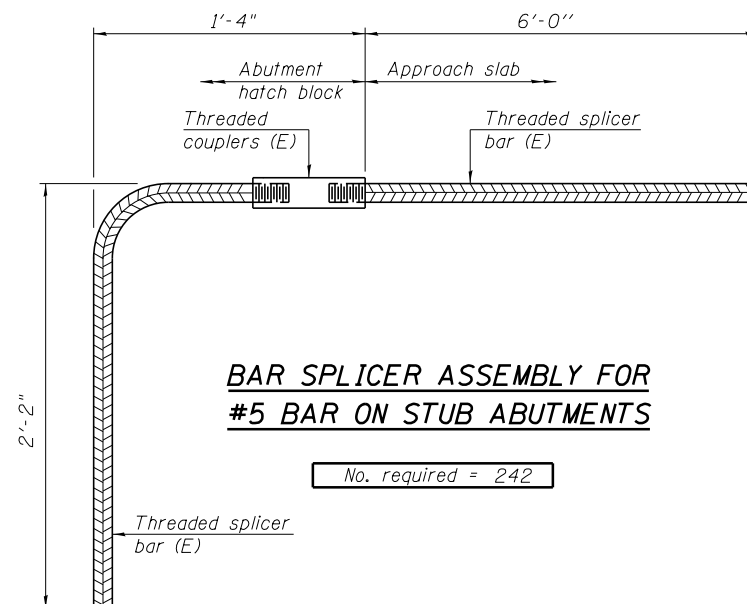 1'-4"
6'-0''
Abutment
hatch block
Approach slab
Threaded
couplers (E)
Threaded splicer
bar (E)
2'-2"
BAR SPLICER ASSEMBLY FOR
#5 BAR ON STUB ABUTMENTS
No. required = 242
Threaded splicer
bar (E)